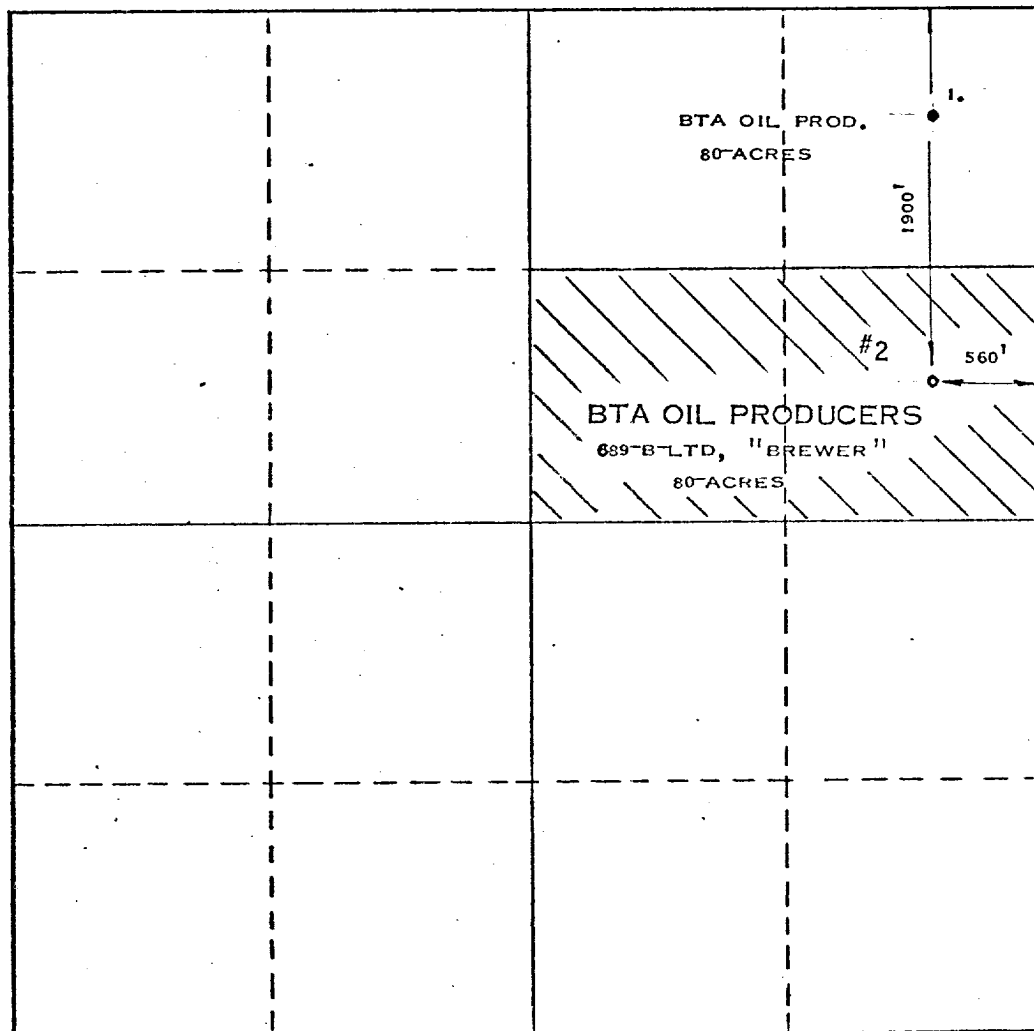 1.
BTA OIL PROD.
80-ACRES
1900'
#2
560'
BTA OIL PRODUCERS
689-B-LTD, "BREWER"
80-ACRES